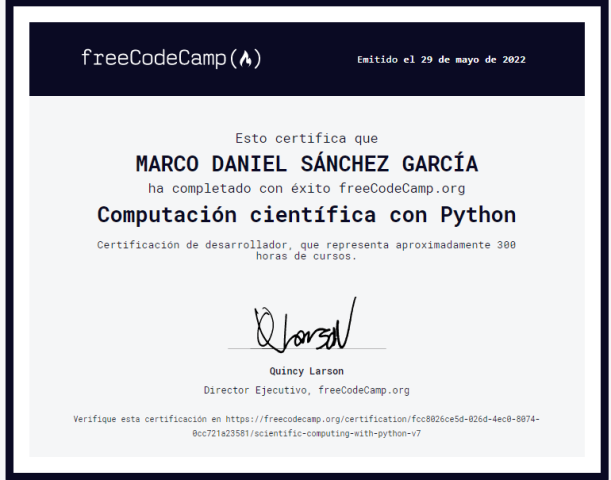 freeCodeCamp(🔥)
Emitido el 29 de mayo de 2022
Esto certifica que
MARCO DANIEL SÁNCHEZ GARCÍA
ha completado con éxito freeCodeCamp.org
Computación científica con Python
Certificación de desarrollador, que representa aproximadamente 300
horas de cursos.
Q Larson
Quincy Larson
Director Ejecutivo, freeCodeCamp.org
Verifique esta certificación en https://freecodecamp.org/certification/fcc8026ce5d-026d-4ec0-8074-
0cc721a23581/scientific-computing-with-python-v7